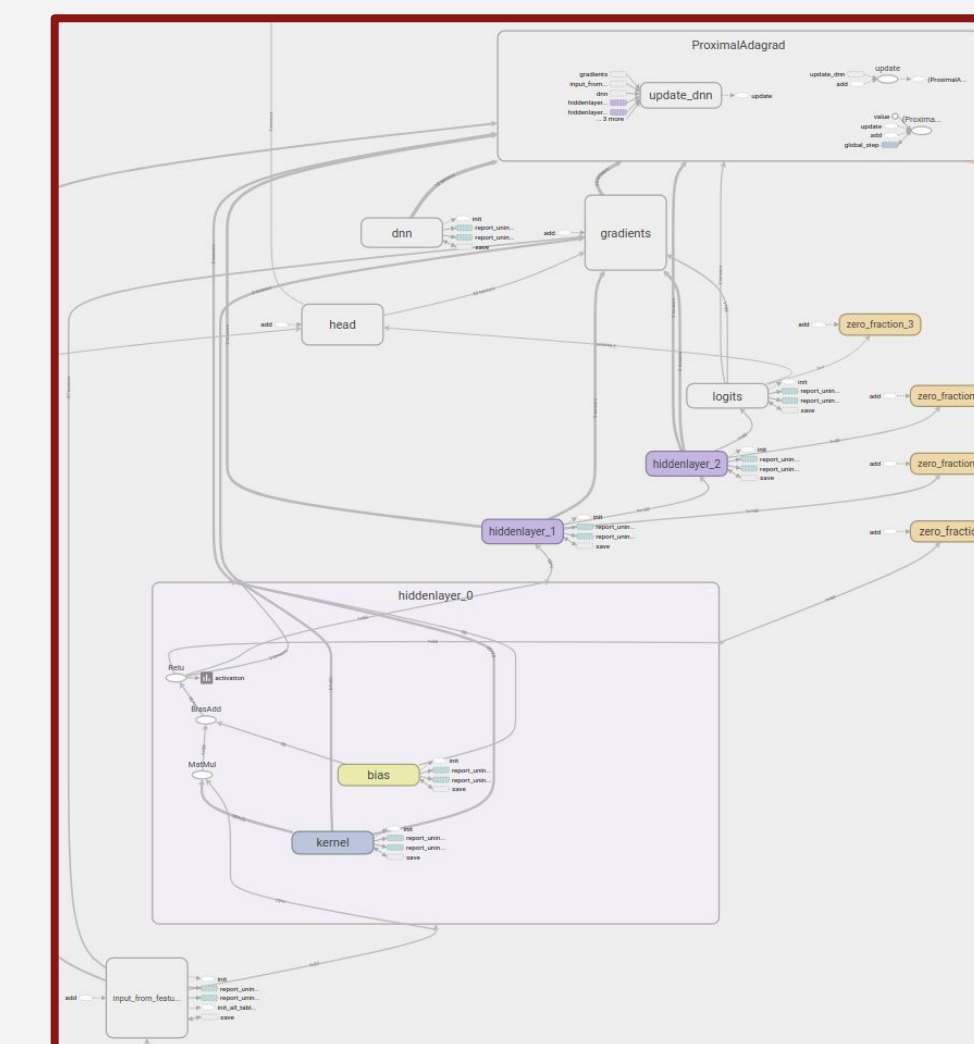 ProximalAdagrad
gradients
input_from...
dnn
hiddenlayer...
hiddenlayer...
... 3 more
update_dnn
update
update_dnn
add
update
(ProximalA...
value
update
add
global_step
(Proxima...
dnn
init
report_unin...
report_unin...
save
add
gradients
add
head
add
zero_fraction_3
logits
init
report_unin...
report_unin...
save
add
zero_fraction
hiddenlayer_2
init
report_unin...
report_unin...
save
add
zero_fraction
hiddenlayer_1
init
report_unin...
report_unin...
save
add
zero_fractio
hiddenlayer_0
Relu
activation
BiasAdd
MatMul
bias
init
report_unin...
report_unin...
save
kernel
init
report_unin...
report_unin...
save
add
input_from_featu...
init
report_unin...
report_unin...
init_all_tabl...
save